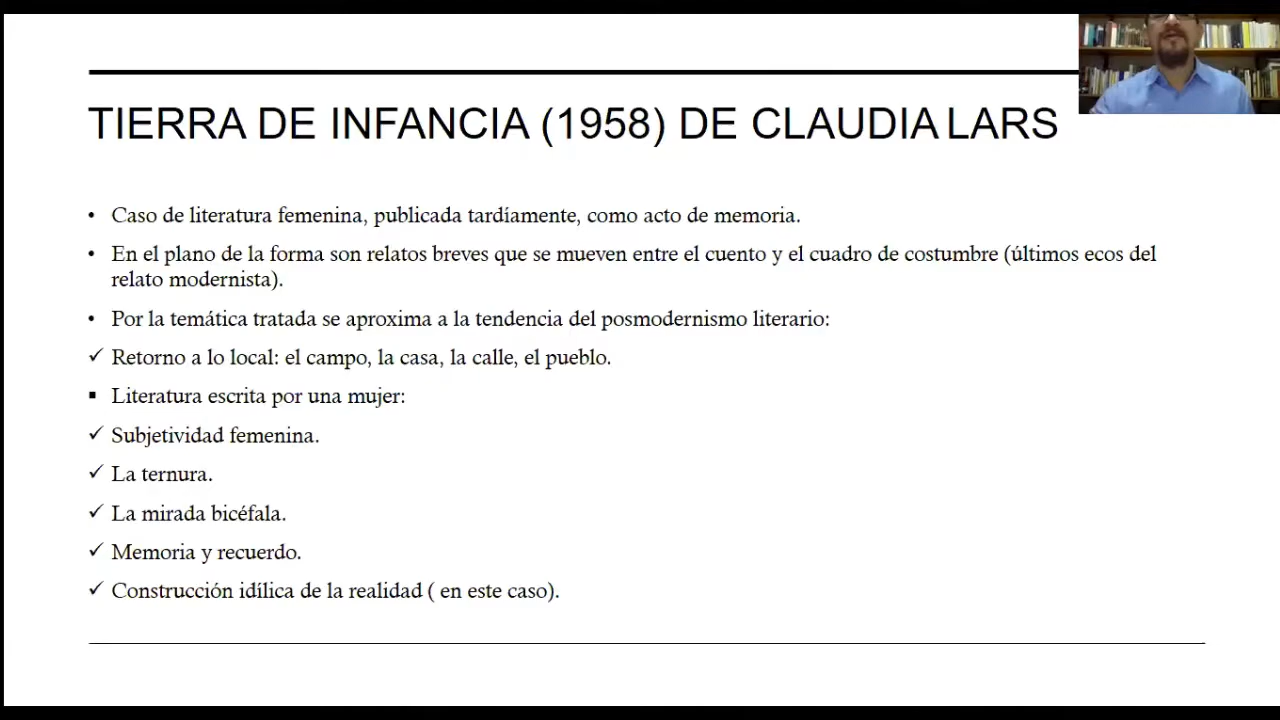 TIERRA DE INFANCIA (1958) DE CLAUDIA LARS
• Caso de literatura femenina, publicada tardíamente, como acto de memoria.
• En el plano de la forma son relatos breves que se mueven entre el cuento y el cuadro de costumbre (últimos ecos del
relato modernista).
• Por la temática tratada se aproxima a la tendencia del posmodernismo literario:
✓ Retorno a lo local: el campo, la casa, la calle, el pueblo.
▪ Literatura escrita por una mujer:
✓ Subjetividad femenina.
✓ La ternura.
✓ La mirada bicéfala.
✓ Memoria y recuerdo.
✓ Construcción idílica de la realidad ( en este caso).